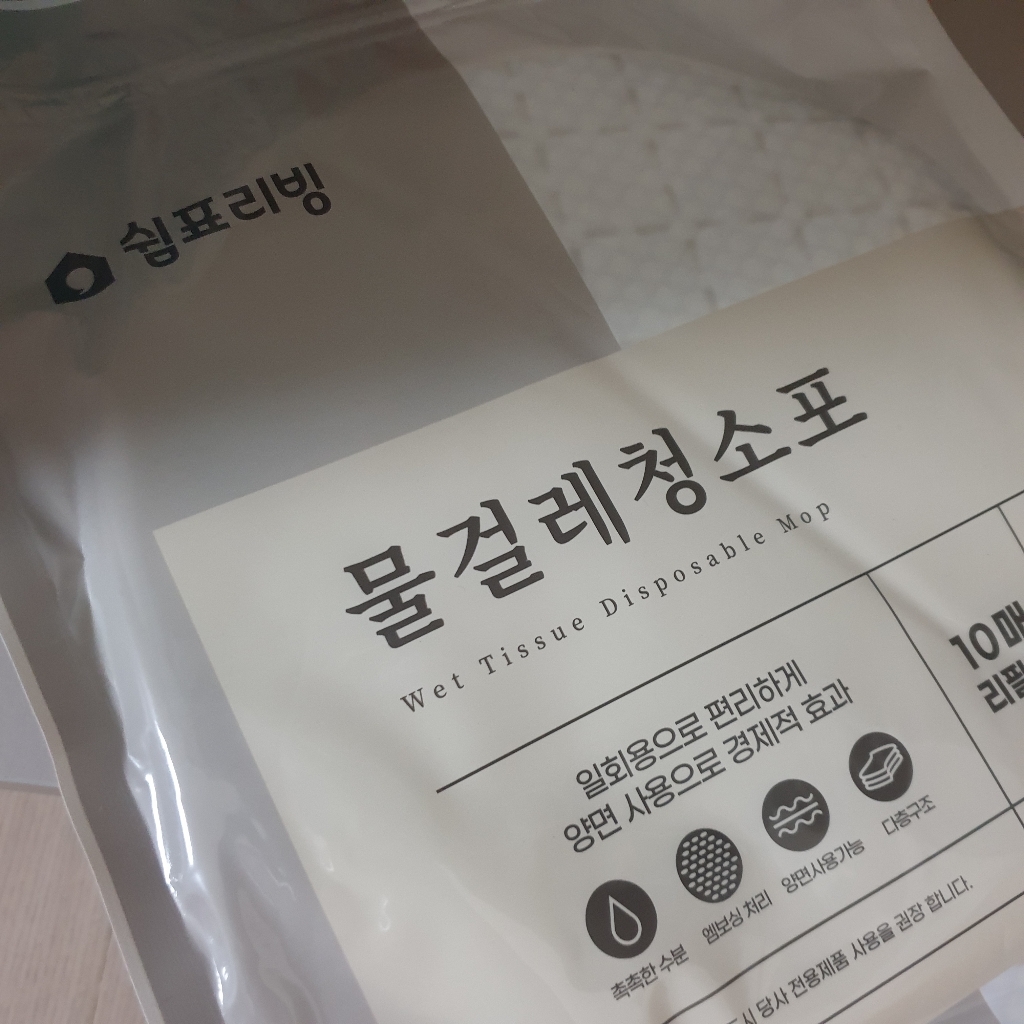 쉼표리빙
물걸레청소포
Wet Tissue Disposable Mop
일회용으로 편리하게
양면 사용으로 경제적 효과
10매
리필
촉촉한 수분
엠보싱 처리
양면사용가능
다층구조
당사 전용제품 사용을 권장 합니다.